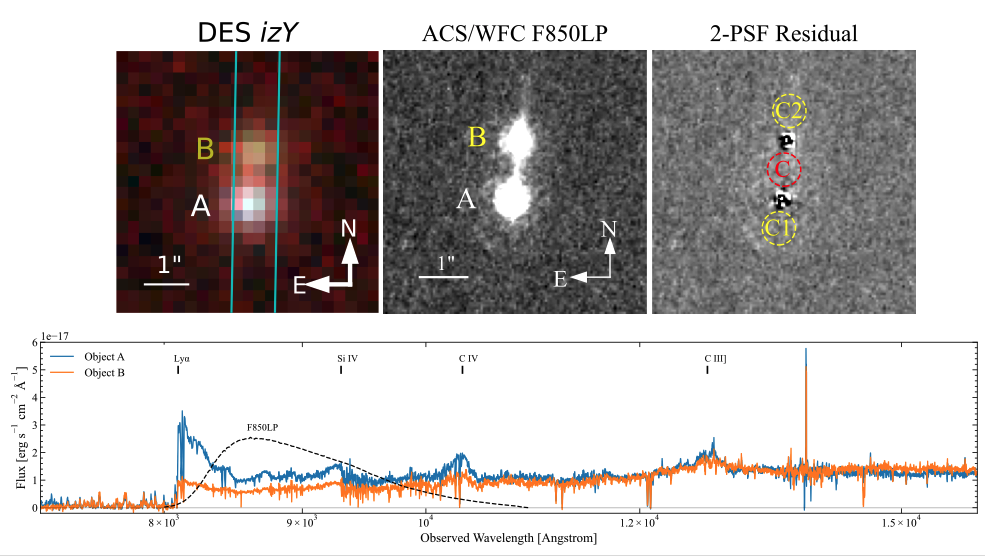 DES izY
ACS/WFC F850LP
2-PSF Residual
B
A
N
E
1"
B
A
N
E
1"
C2
C
C1
1e−17
Object A
Object B
Lyα
Si IV
C IV
C III]
F850LP
Flux [erg s⁻¹ cm⁻² Å⁻¹]
6
5
4
3
2
1
0
8 × 10³
9 × 10³
10⁴
1.2 × 10⁴
1.5 × 10⁴
Observed Wavelength [Angstrom]